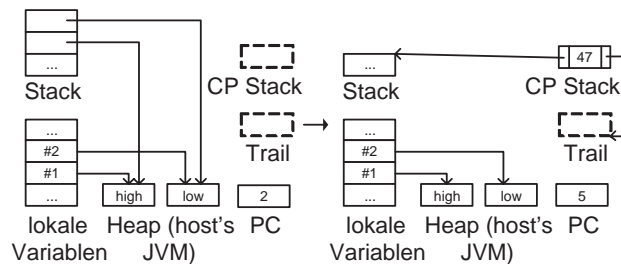 ...
Stack
...
#2
#1
...
lokale
Variablen
high
low
Heap (host's
JVM)
CP Stack
Trail
2
PC
...
Stack
...
#2
#1
...
lokale
Variablen
high
low
Heap (host's
JVM)
47
CP Stack
Trail
5
PC